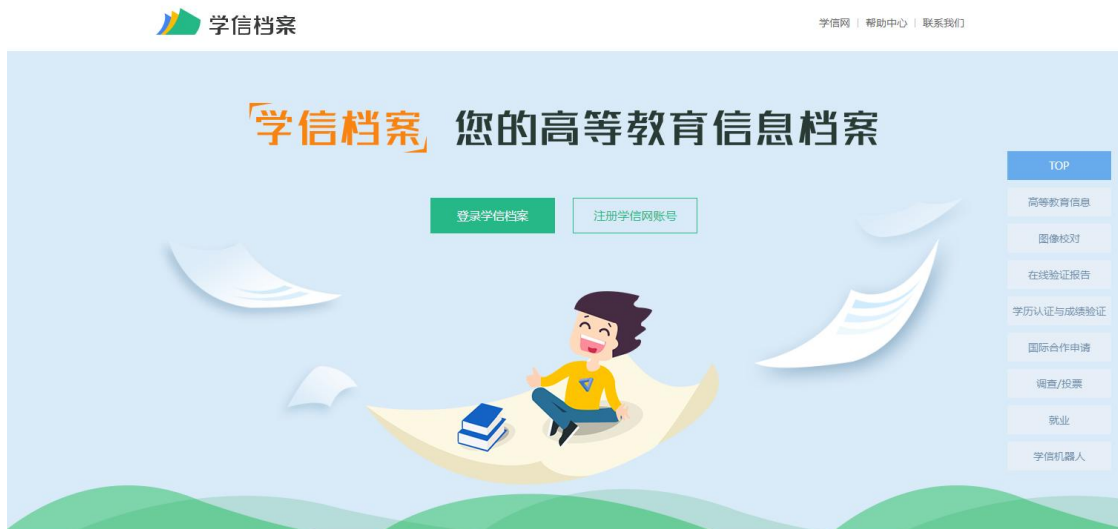 学信档案
学信网 | 帮助中心 | 联系我们
学信档案 您的高等教育信息档案
登录学信档案 注册学信网账号
TOP
高等教育信息
图像校对
在线验证报告
学历认证与成绩验证
国际合作申请
调查/投票
就业
学信机器人